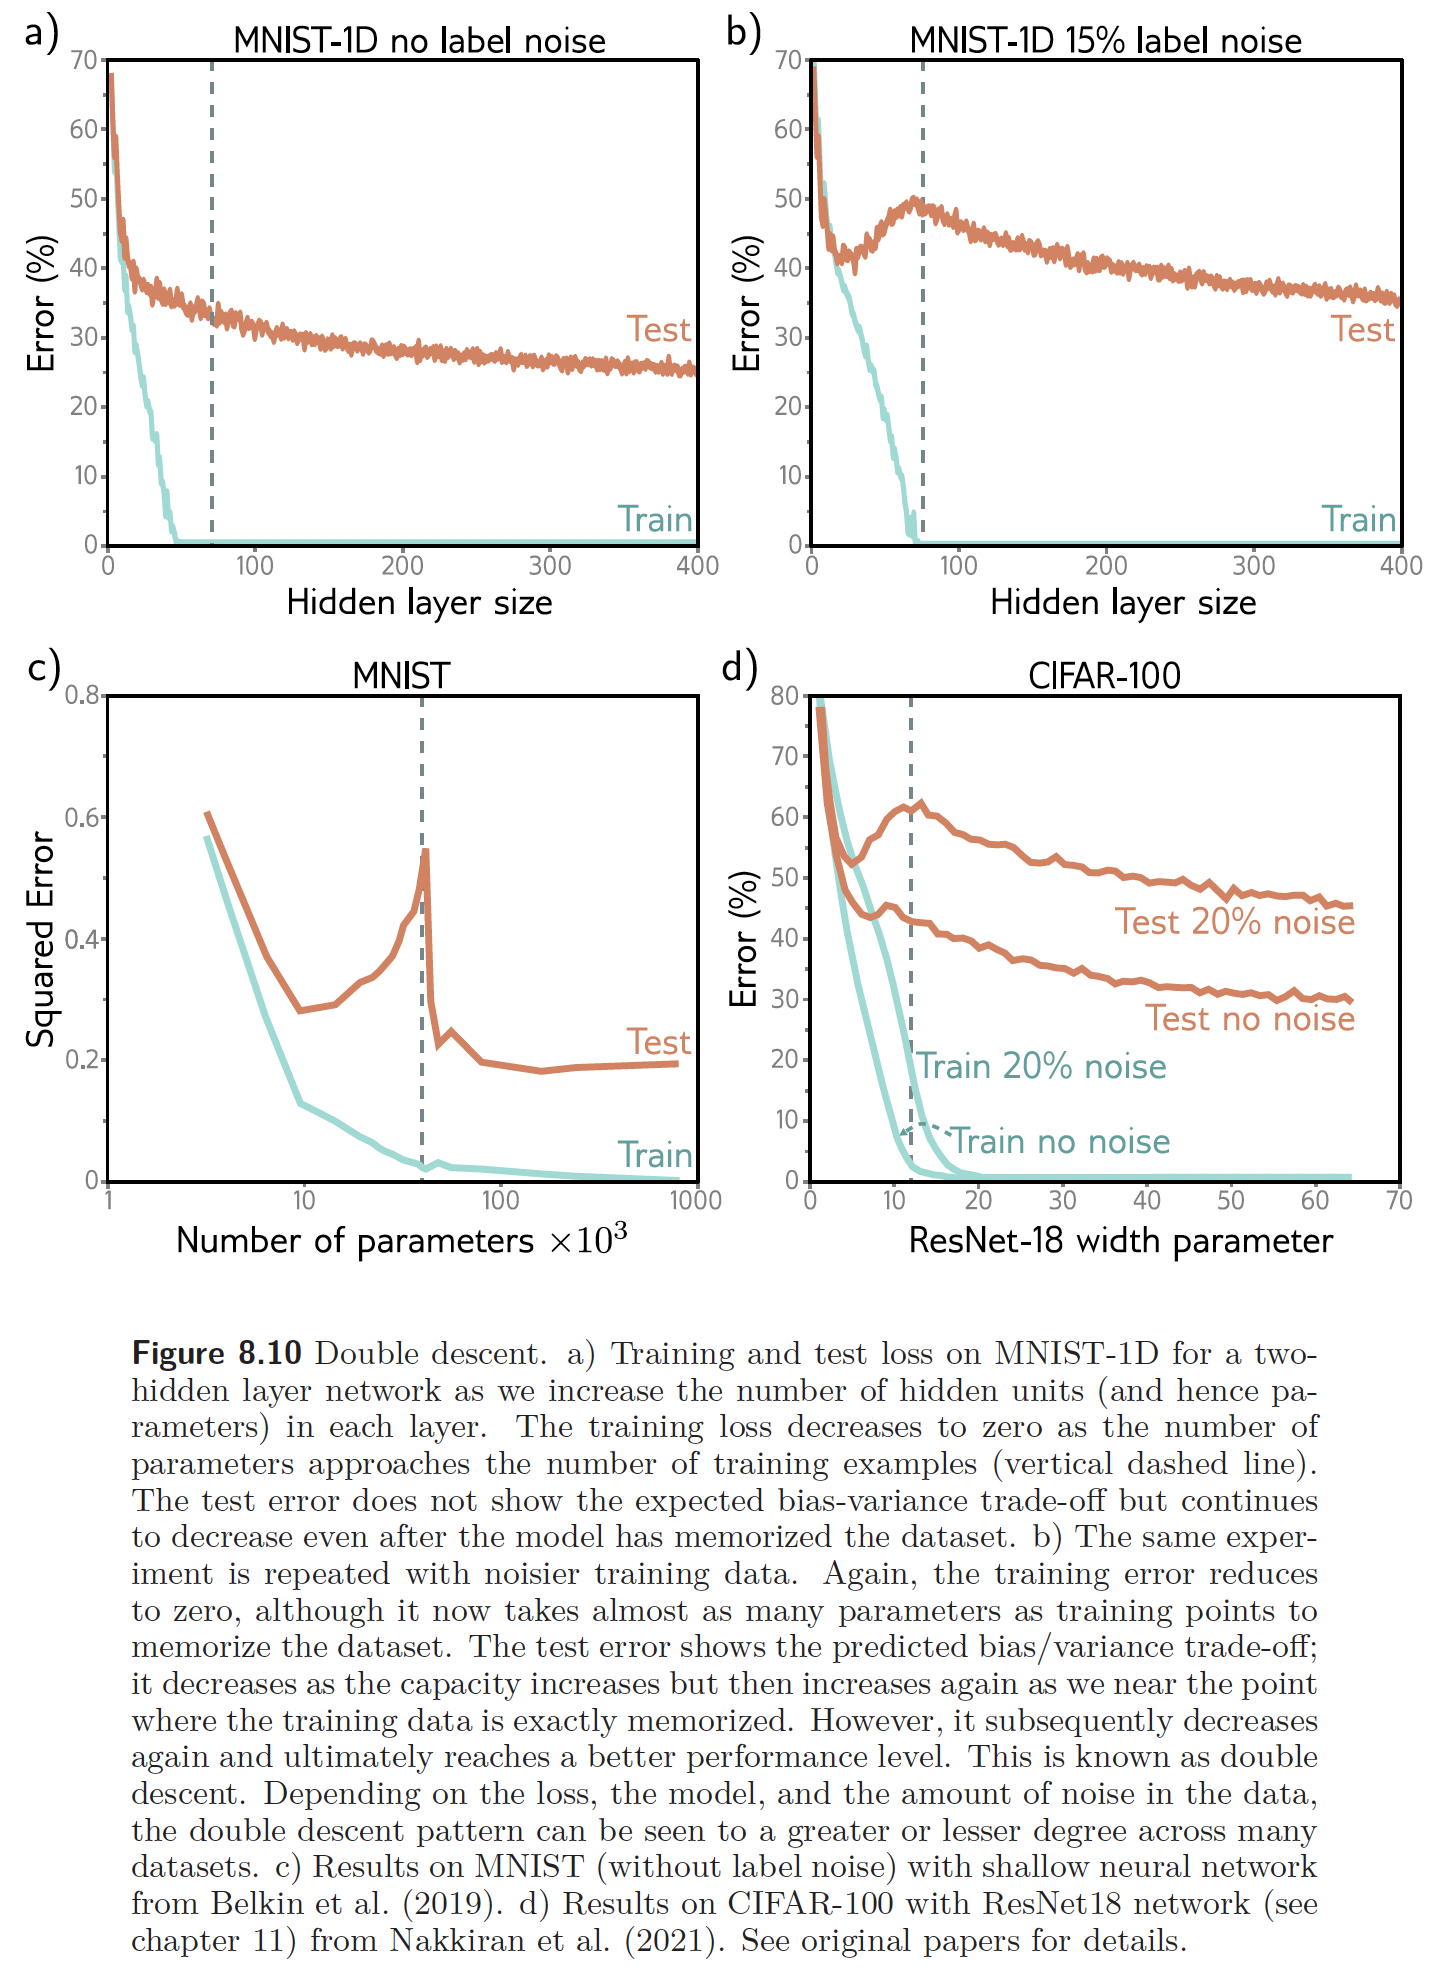 a)
MNIST-1D no label noise
70
60
50
40
30
20
10
0
Error (%)
Test
Train
0 100 200 300 400
Hidden layer size
b)
MNIST-1D 15% label noise
70
60
50
40
30
20
10
0
Error (%)
Test
Train
0 100 200 300 400
Hidden layer size
c)
MNIST
0.8
0.6
0.4
0.2
0
Squared Error
Test
Train
1 10 100 1000
Number of parameters ×10³
d)
CIFAR-100
80
70
60
50
40
30
20
10
0
Error (%)
Test 20% noise
Test no noise
Train 20% noise
Train no noise
0 10 20 30 40 50 60 70
ResNet-18 width parameter
Figure 8.10 Double descent. a) Training and test loss on MNIST-1D for a two-
hidden layer network as we increase the number of hidden units (and hence pa-
rameters) in each layer. The training loss decreases to zero as the number of
parameters approaches the number of training examples (vertical dashed line).
The test error does not show the expected bias-variance trade-off but continues
to decrease even after the model has memorized the dataset. b) The same exper-
iment is repeated with noisier training data. Again, the training error reduces
to zero, although it now takes almost as many parameters as training points to
memorize the dataset. The test error shows the predicted bias/variance trade-off;
it decreases as the capacity increases but then increases again as we near the point
where the training data is exactly memorized. However, it subsequently decreases
again and ultimately reaches a better performance level. This is known as double
descent. Depending on the loss, the model, and the amount of noise in the data,
the double descent pattern can be seen to a greater or lesser degree across many
datasets. c) Results on MNIST (without label noise) with shallow neural network
from Belkin et al. (2019). d) Results on CIFAR-100 with ResNet18 network (see
chapter 11) from Nakkiran et al. (2021). See original papers for details.